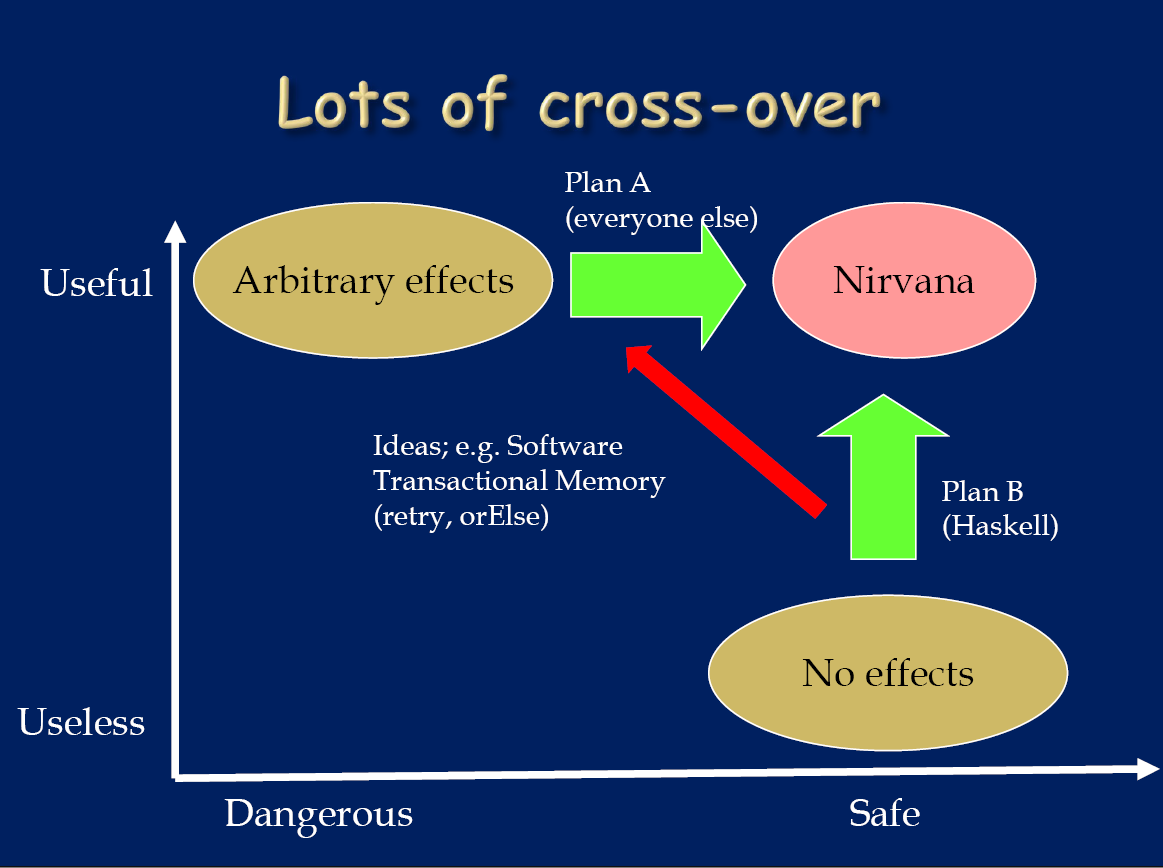 Lots of cross-over
Plan A
(everyone else)
Useful
Arbitrary effects
Nirvana
Ideas; e.g. Software
Transactional Memory
(retry, orElse)
Plan B
(Haskell)
No effects
Useless
Dangerous
Safe